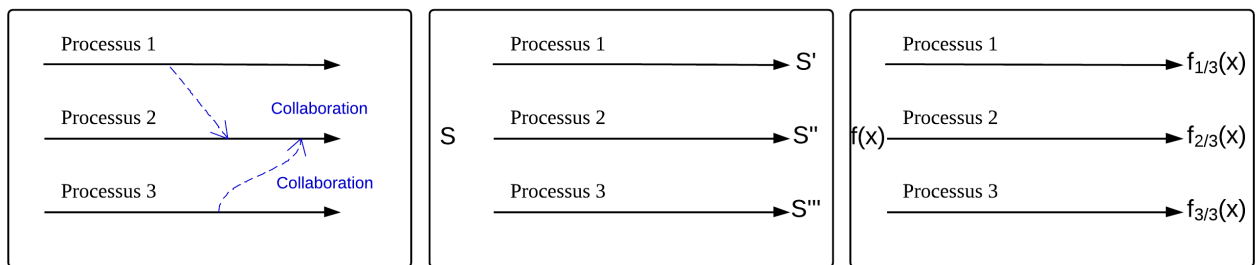 Processus 1
Collaboration
Processus 2
Collaboration
Processus 3
Processus 1
S'
Processus 2
S
S''
Processus 3
S'''
Processus 1
f1/3(x)
Processus 2
f(x)
f2/3(x)
Processus 3
f3/3(x)